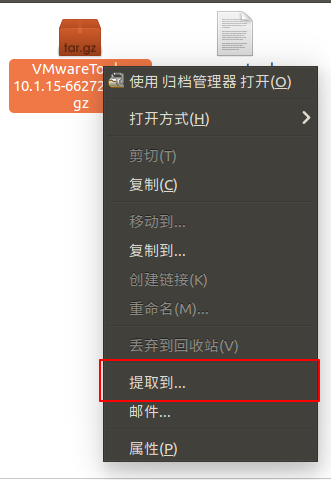 tar.gz
VMwareTo
10.1.15-66272
gz
使用 归档管理器 打开(O)
打开方式(H)
剪切(T)
复制(C)
移动到...
复制到...
创建链接(K)
重命名(M)...
丢弃到回收站(V)
提取到...
邮件...
属性(P)